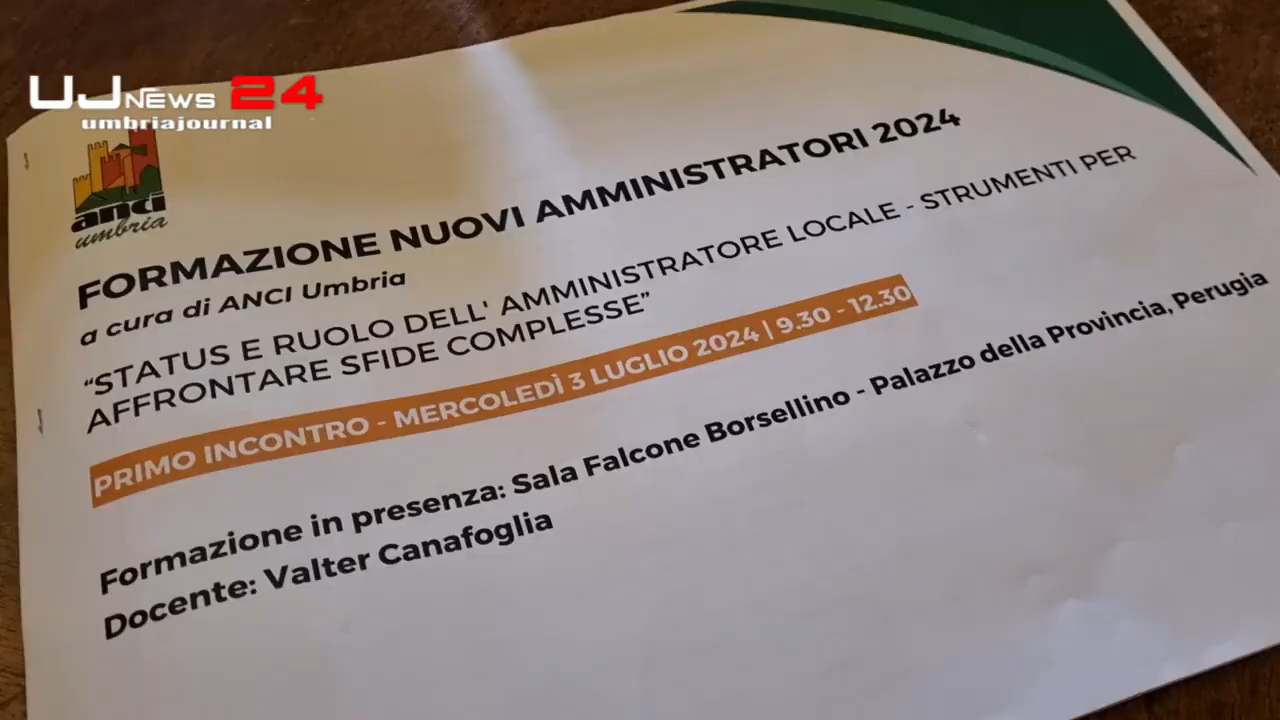 UJ NEWS 24
umbriajournal
anci
umbria
FORMAZIONE NUOVI AMMINISTRATORI 2024
a cura di ANCI Umbria
“STATUS E RUOLO DELL' AMMINISTRATORE LOCALE - STRUMENTI PER
AFFRONTARE SFIDE COMPLESSE”
PRIMO INCONTRO - MERCOLEDÌ 3 LUGLIO 2024 | 9.30 - 12.30
Formazione in presenza: Sala Falcone Borsellino - Palazzo della Provincia, Perugia
Docente: Valter Canafoglia